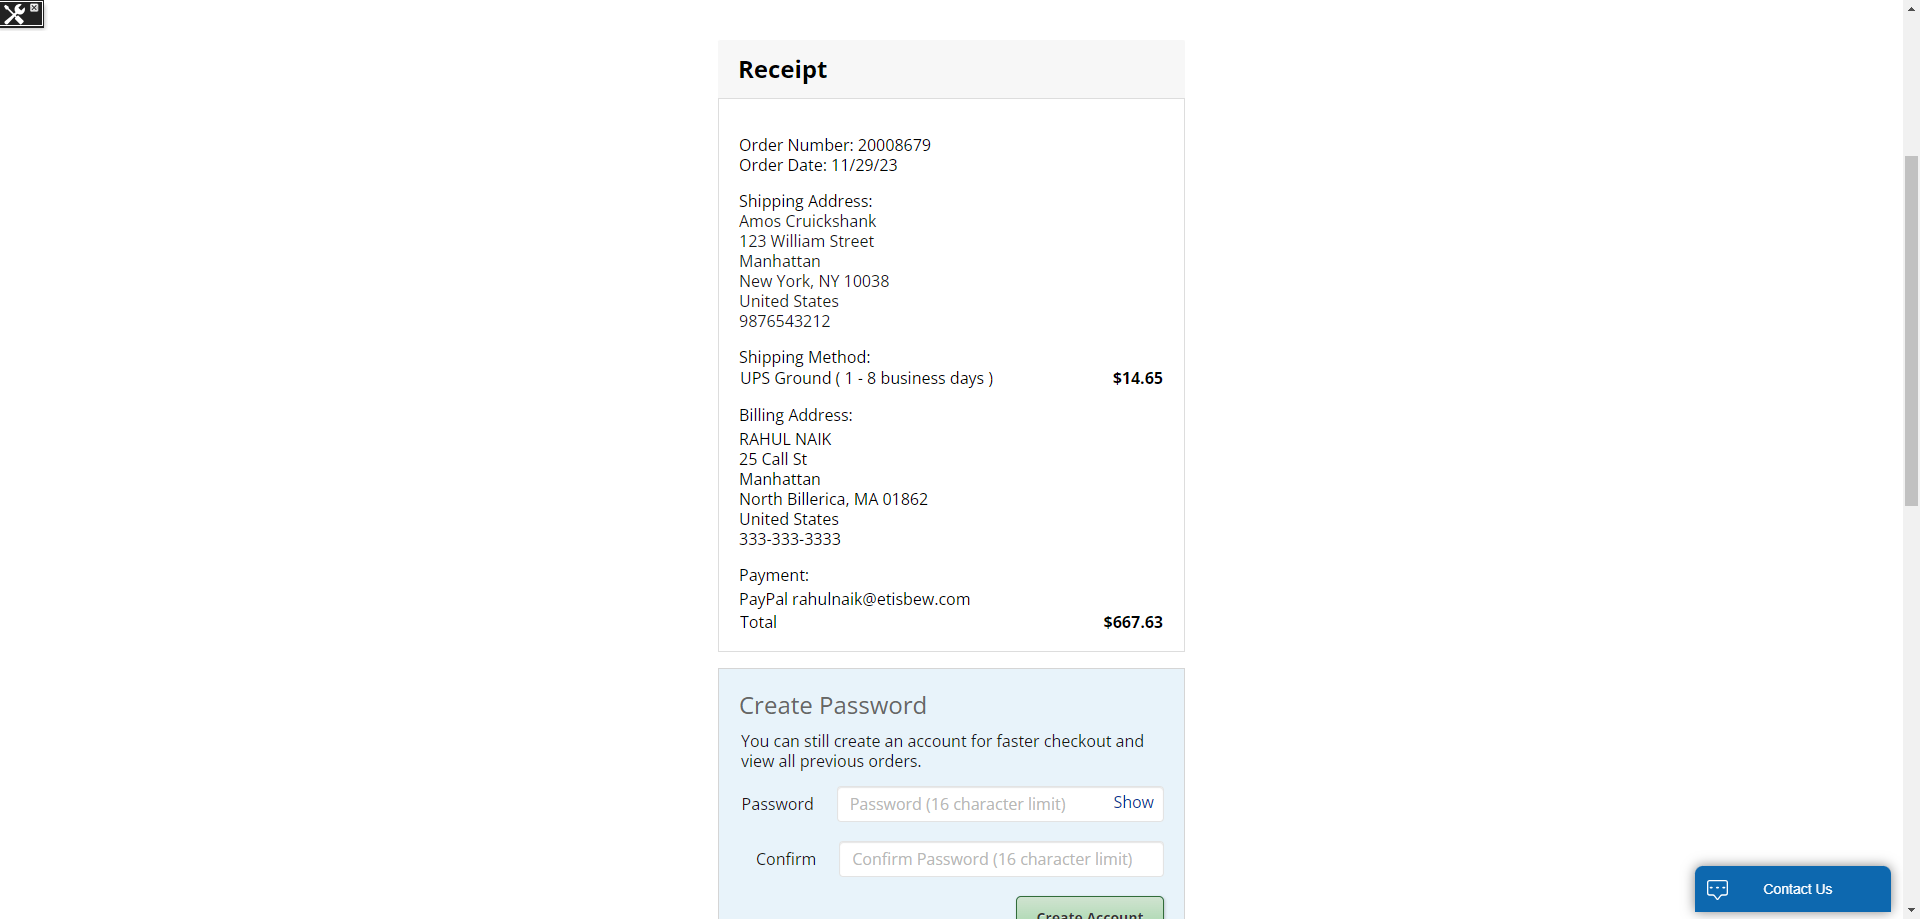 Receipt
Order Number: 20008679
Order Date: 11/29/23
Shipping Address:
Amos Cruickshank
123 William Street
Manhattan
New York, NY 10038
United States
9876543212
Shipping Method:
UPS Ground ( 1 - 8 business days ) $14.65
Billing Address:
RAHUL NAIK
25 Call St
Manhattan
North Billerica, MA 01862
United States
333-333-3333
Payment:
PayPal rahulnaik@etisbew.com
Total $667.63
Create Password
You can still create an account for faster checkout and
view all previous orders.
Password Password (16 character limit) Show
Confirm Confirm Password (16 character limit)
Create Account
Contact Us